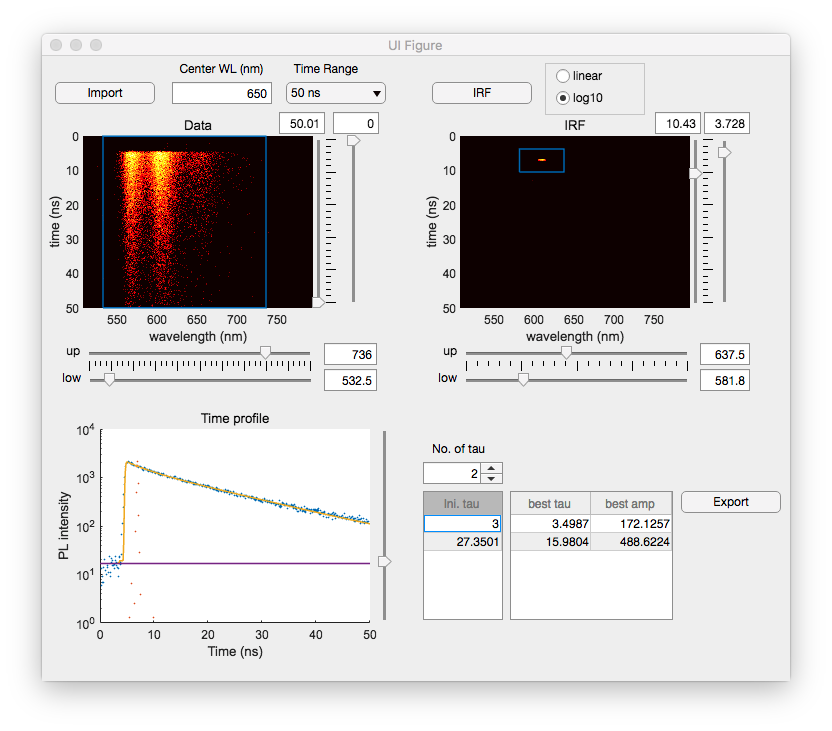 UI Figure
Center WL (nm) Time Range
Import 650 50 ns IRF
linear
log10
Data 50.01 0
0
10
20
30
40
50
time (ns)
550 600 650 700 750
wavelength (nm)
up 736
low 532.5
IRF 10.43 3.728
0
10
20
30
40
50
time (ns)
550 600 650 700 750
wavelength (nm)
up 637.5
low 581.8
Time profile
10^4
10^3
10^2
10^1
10^0
PL intensity
0 10 20 30 40 50
Time (ns)
No. of tau
2
Ini. tau best tau best amp
3 3.4987 172.1257
27.3501 15.9804 488.6224
Export